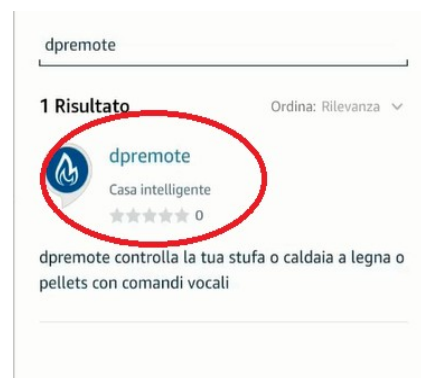 dpremote
1 Risultato
Ordina: Rilevanza
dpremote
Casa intelligente
0
dpremote controlla la tua stufa o caldaia a legna o
pellets con comandi vocali